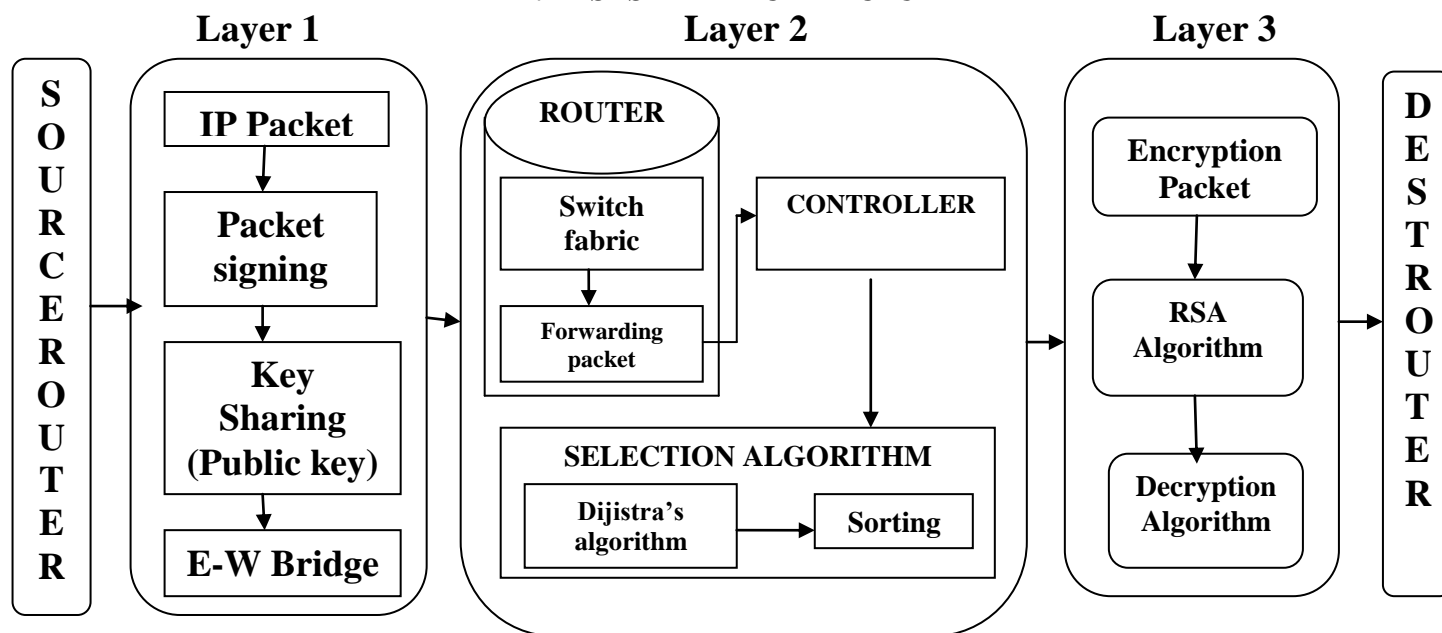 Layer 1
Layer 2
Layer 3
S
O
U
R
C
E
R
O
U
T
E
R
IP Packet
Packet
signing
Key
Sharing
(Public key)
E-W Bridge
ROUTER
Switch
fabric
Forwarding
packet
CONTROLLER
SELECTION ALGORITHM
Dijistra's
algorithm
Sorting
Encryption
Packet
RSA
Algorithm
Decryption
Algorithm
D
E
S
T
R
O
U
T
E
R